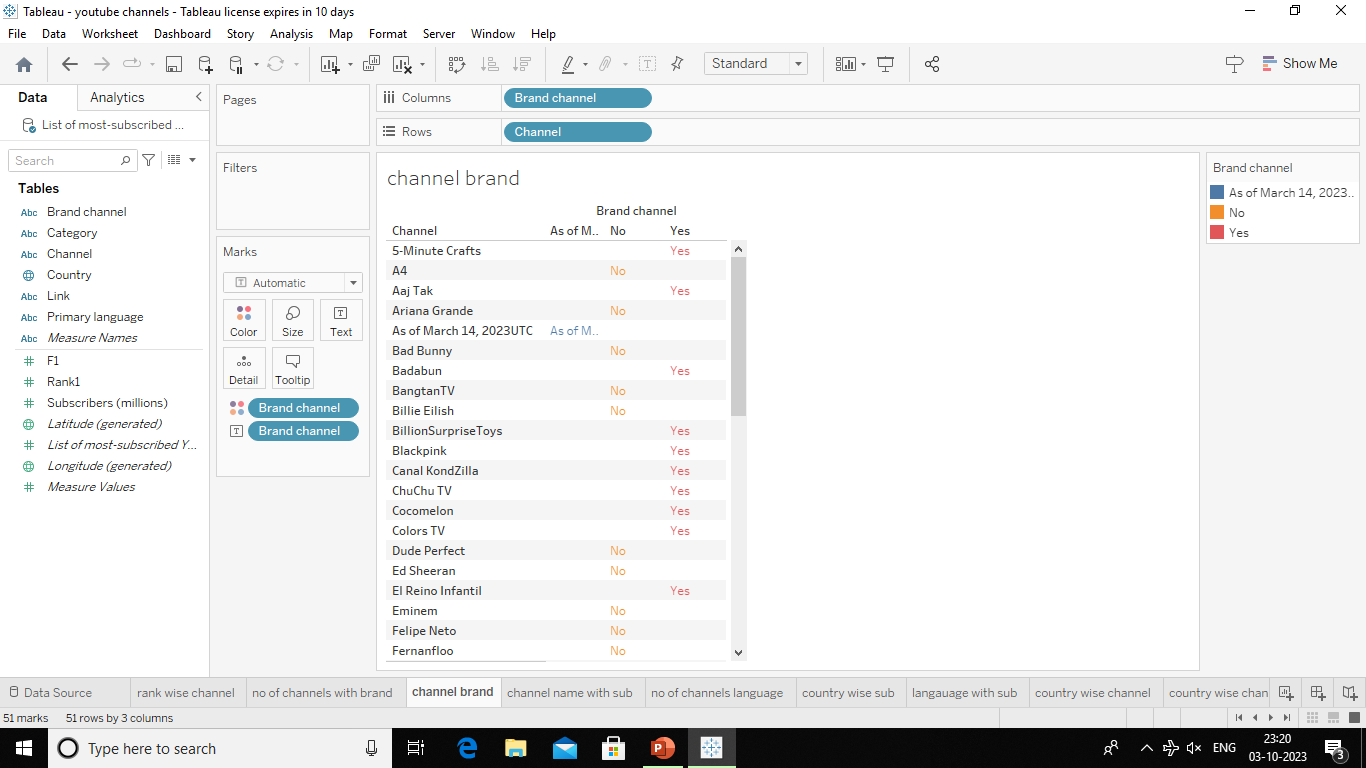 Tableau - youtube channels - Tableau license expires in 10 days
File Data Worksheet Dashboard Story Analysis Map Format Server Window Help
Standard
Show Me
Data Analytics
List of most-subscribed ...
Search
Tables
Abc Brand channel
Abc Category
Abc Channel
Country
Abc Link
Abc Primary language
Abc Measure Names
# F1
# Rank1
# Subscribers (millions)
Latitude (generated)
# List of most-subscribed Y...
Longitude (generated)
# Measure Values
Pages
Filters
Marks
Automatic
Color Size Text
Detail Tooltip
Brand channel
Brand channel
Columns Brand channel
Rows Channel
channel brand
Brand channel
Channel As of M.. No Yes
5-Minute Crafts Yes
A4 No
Aaj Tak Yes
Ariana Grande No
As of March 14, 2023UTC As of M..
Bad Bunny No
Badabun Yes
BangtanTV No
Billie Eilish No
BillionSurpriseToys Yes
Blackpink Yes
Canal KondZilla Yes
ChuChu TV Yes
Cocomelon Yes
Colors TV Yes
Dude Perfect No
Ed Sheeran No
El Reino Infantil Yes
Eminem No
Felipe Neto No
Fernanfloo No
Brand channel
As of March 14, 2023..
No
Yes
Data Source rank wise channel no of channels with brand channel brand channel name with sub no of channels language country wise sub langauage with sub country wise channel country wise chan
51 marks 51 rows by 3 columns
Type here to search
ENG
23:20
03-10-2023
3